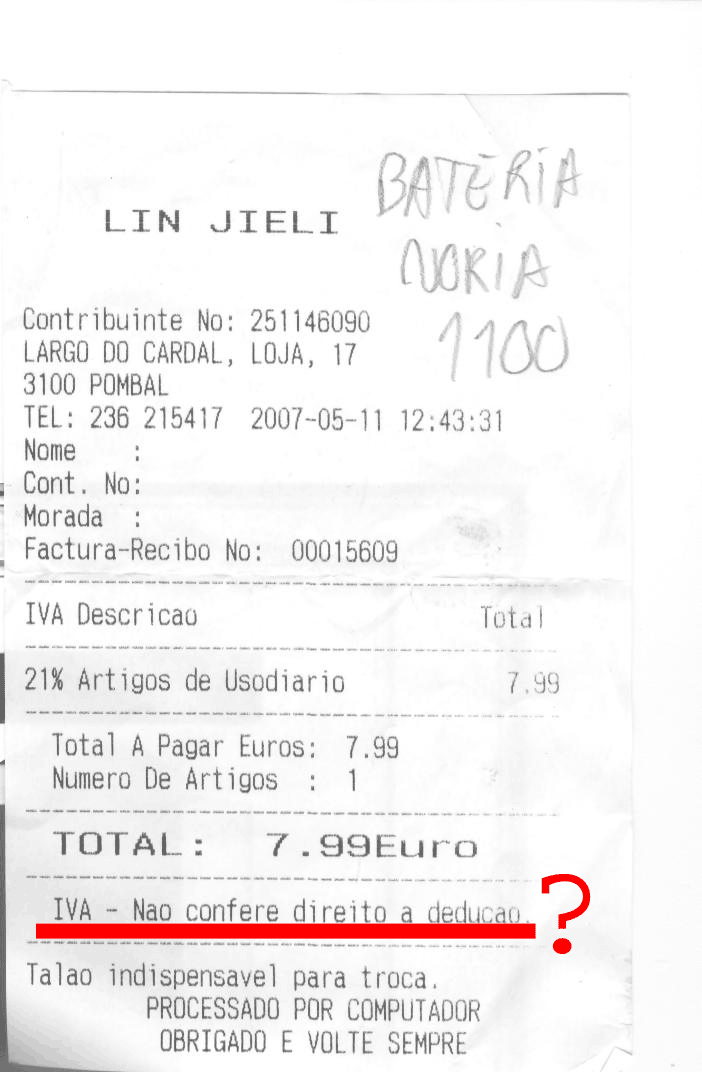 BATERIA
LIN JIELI
NOKIA
1100
Contribuinte No: 251146090
LARGO DO CARDAL, LOJA, 17
3100 POMBAL
TEL: 236 215417 2007-05-11 12:43:31
Nome :
Cont. No:
Morada :
Factura-Recibo No: 00015609
IVA Descricao Total
21% Artigos de Usodiario 7.99
Total A Pagar Euros: 7.99
Numero De Artigos : 1
TOTAL: 7.99Euro
IVA - Nao confere direito a deducao. ?
Talao indispensavel para troca.
PROCESSADO POR COMPUTADOR
OBRIGADO E VOLTE SEMPRE